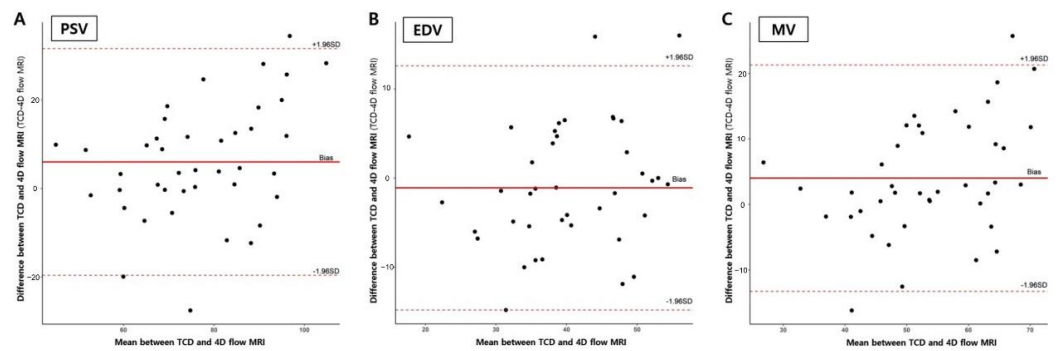 A
PSV
Difference between TCD and 4D flow MRI (TCD-4D flow MRI)
20
0
−20
+1.96SD
Bias
-1.96SD
60
80
100
Mean between TCD and 4D flow MRI
B
EDV
Difference between TCD and 4D flow MRI (TCD-4D flow MRI)
10
0
−10
+1.96SD
Bias
-1.96SD
20
30
40
50
Mean between TCD and 4D flow MRI
C
MV
Difference between TCD and 4D flow MRI (TCD-4D flow MRI)
20
10
0
−10
+1.96SD
Bias
-1.96SD
30
40
50
60
70
Mean between TCD and 4D flow MRI